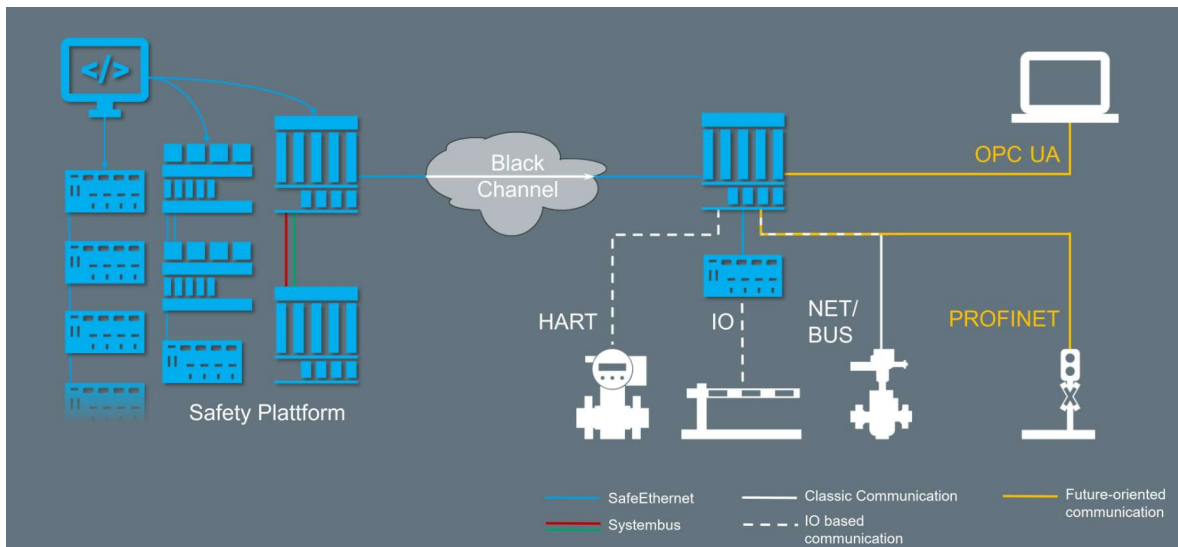 </>
Black
Channel
OPC UA
HART
IO
NET/
BUS
PROFINET
Safety Plattform
SafeEthernet
Classic Communication
Future-oriented
communication
Systembus
IO based
communication